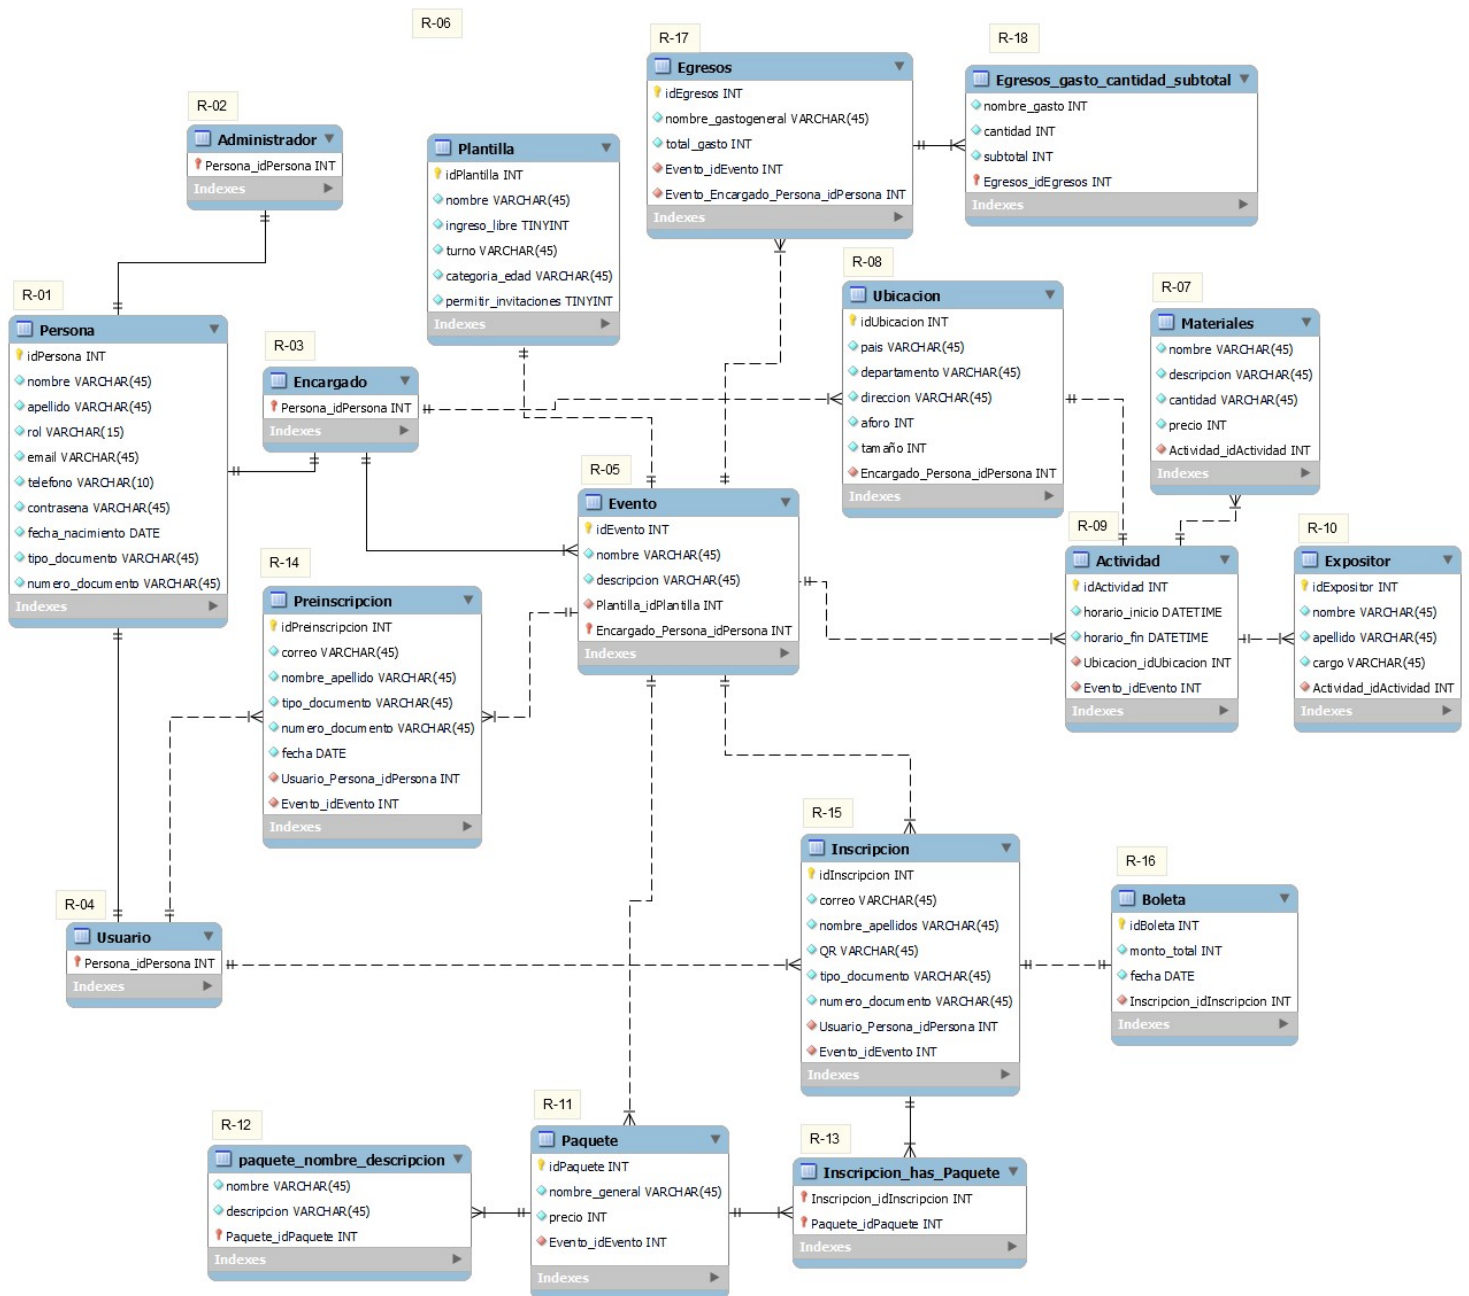 R-06
R-17
Egresos
idEgresos INT
nombre_gastogeneral VARCHAR(45)
total_gasto INT
Evento_idEvento INT
Evento_Encargado_Persona_idPersona INT
Indexes
R-18
Egresos_gasto_cantidad_subtotal
nombre_gasto INT
cantidad INT
subtotal INT
Egresos_idEgresos INT
Indexes
R-02
Administrador
Persona_idPersona INT
Indexes
Plantilla
idPlantilla INT
nombre VARCHAR(45)
ingreso_libre TINYINT
turno VARCHAR(45)
categoria_edad VARCHAR(45)
permitir_invitaciones TINYINT
Indexes
R-08
Ubicacion
idUbicacion INT
pais VARCHAR(45)
departamento VARCHAR(45)
direccion VARCHAR(45)
aforo INT
tamaño INT
Encargado_Persona_idPersona INT
Indexes
R-07
Materiales
nombre VARCHAR(45)
descripcion VARCHAR(45)
cantidad VARCHAR(45)
precio INT
Actividad_idActividad INT
Indexes
R-01
Persona
idPersona INT
nombre VARCHAR(45)
apellido VARCHAR(45)
rol VARCHAR(15)
email VARCHAR(45)
telefono VARCHAR(10)
contrasena VARCHAR(45)
fecha_nacimiento DATE
tipo_documento VARCHAR(45)
numero_documento VARCHAR(45)
Indexes
R-03
Encargado
Persona_idPersona INT
Indexes
R-05
Evento
idEvento INT
nombre VARCHAR(45)
descripcion VARCHAR(45)
Plantilla_idPlantilla INT
Encargado_Persona_idPersona INT
Indexes
R-09
Actividad
idActividad INT
horario_inicio DATETIME
horario_fin DATETIME
Ubicacion_idUbicacion INT
Evento_idEvento INT
Indexes
R-10
Expositor
idExpositor INT
nombre VARCHAR(45)
apellido VARCHAR(45)
cargo VARCHAR(45)
Actividad_idActividad INT
Indexes
R-14
Preinscripcion
idPreinscripcion INT
correo VARCHAR(45)
nombre_apellido VARCHAR(45)
tipo_documento VARCHAR(45)
numero_documento VARCHAR(45)
fecha DATE
Usuario_Persona_idPersona INT
Evento_idEvento INT
Indexes
R-04
Usuario
Persona_idPersona INT
Indexes
R-15
Inscripcion
idInscripcion INT
correo VARCHAR(45)
nombre_apellidos VARCHAR(45)
QR VARCHAR(45)
tipo_documento VARCHAR(45)
numero_documento VARCHAR(45)
Usuario_Persona_idPersona INT
Evento_idEvento INT
Indexes
R-16
Boleta
idBoleta INT
monto_total INT
fecha DATE
Inscripcion_idInscripcion INT
Indexes
R-12
paquete_nombre_descripcion
nombre VARCHAR(45)
descripcion VARCHAR(45)
Paquete_idPaquete INT
Indexes
R-11
Paquete
idPaquete INT
nombre_general VARCHAR(45)
precio INT
Evento_idEvento INT
Indexes
R-13
Inscripcion_has_Paquete
Inscripcion_idInscripcion INT
Paquete_idPaquete INT
Indexes